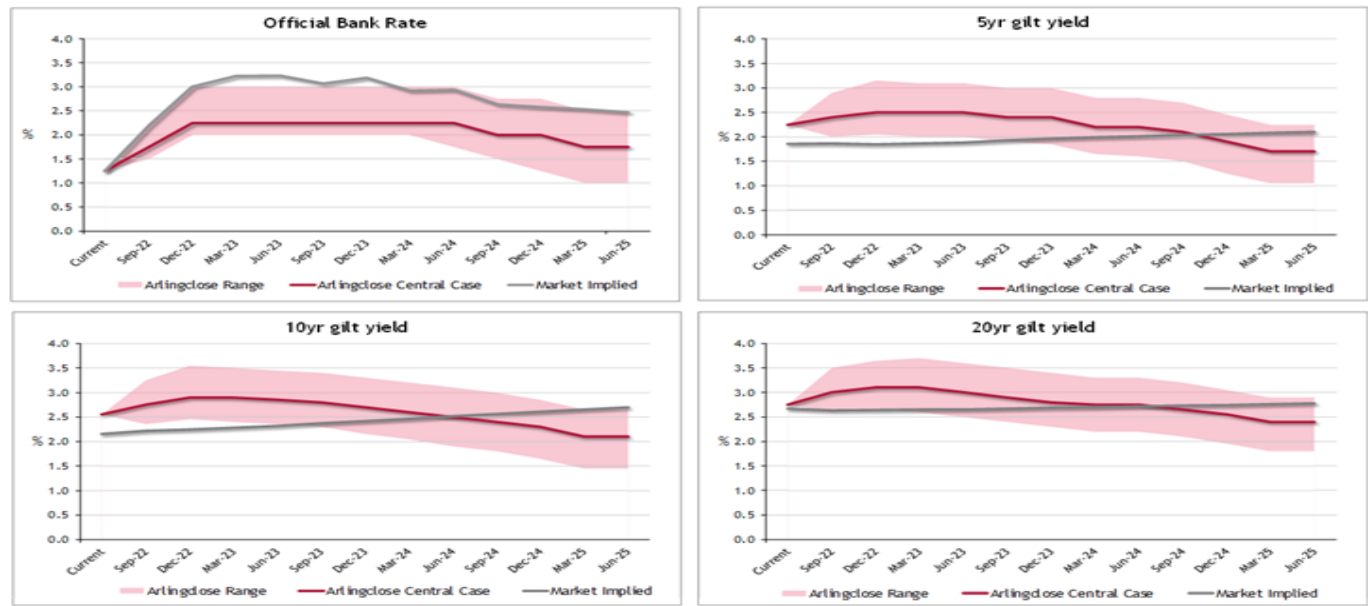 Official Bank Rate
4.0
3.5
3.0
2.5
2.0
1.5
1.0
0.5
0.0
%
Current
Sep-22
Dec-22
Mar-23
Jun-23
Sep-23
Dec-23
Mar-24
Jun-24
Sep-24
Dec-24
Mar-25
Jun-25
Arlingclose Range
Arlingclose Central Case
Market Implied
5yr gilt yield
4.0
3.5
3.0
2.5
2.0
1.5
1.0
0.5
0.0
%
Current
Sep-22
Dec-22
Mar-23
Jun-23
Sep-23
Dec-23
Mar-24
Jun-24
Sep-24
Dec-24
Mar-25
Jun-25
Arlingclose Range
Arlingclose Central Case
Market Implied
10yr gilt yield
4.0
3.5
3.0
2.5
2.0
1.5
1.0
0.5
0.0
%
Current
Sep-22
Dec-22
Mar-23
Jun-23
Sep-23
Dec-23
Mar-24
Jun-24
Sep-24
Dec-24
Mar-25
Jun-25
Arlingclose Range
Arlingclose Central Case
Market Implied
20yr gilt yield
4.0
3.5
3.0
2.5
2.0
1.5
1.0
0.5
0.0
%
Current
Sep-22
Dec-22
Mar-23
Jun-23
Sep-23
Dec-23
Mar-24
Jun-24
Sep-24
Dec-24
Mar-25
Jun-25
Arlingclose Range
Arlingclose Central Case
Market Implied